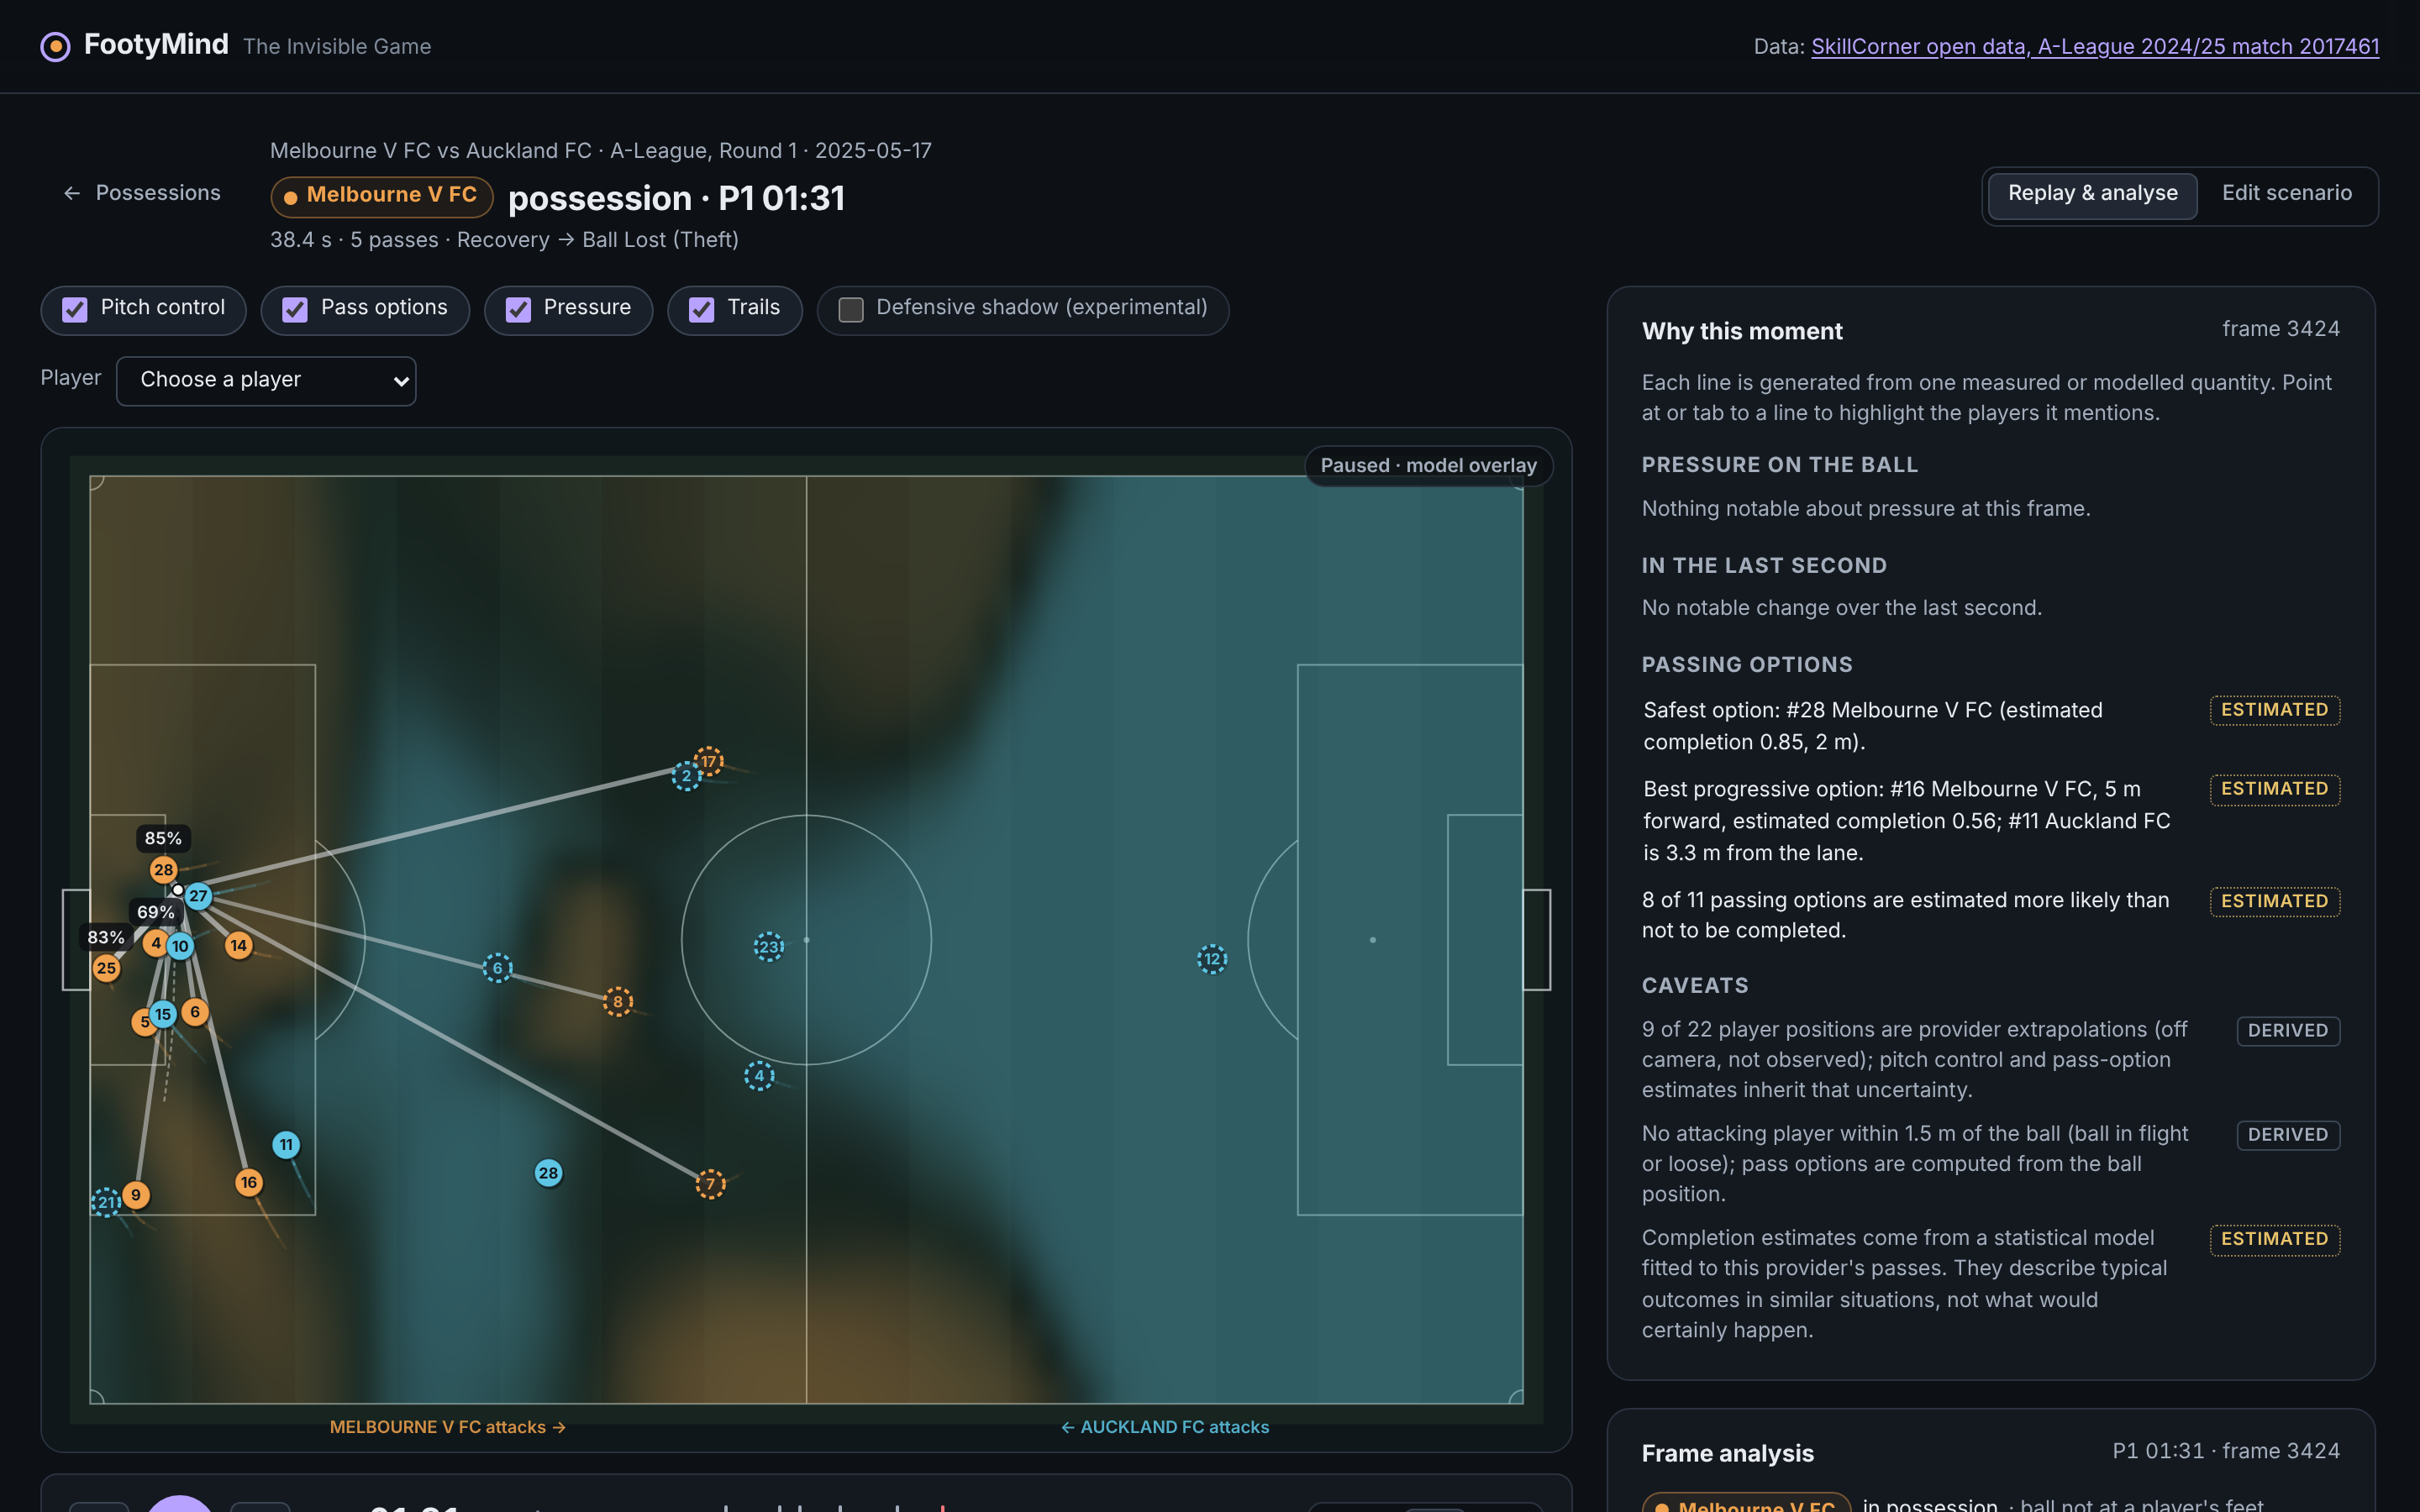 FootyMind The Invisible Game
Data: SkillCorner open data, A-League 2024/25 match 2017461
← Possessions
Melbourne V FC vs Auckland FC · A-League, Round 1 · 2025-05-17
Melbourne V FC possession · P1 01:31
38.4 s · 5 passes · Recovery → Ball Lost (Theft)
Replay & analyse
Edit scenario
Pitch control
Pass options
Pressure
Trails
Defensive shadow (experimental)
Player
Choose a player
Paused · model overlay
17
2
85%
28
27
69%
83%
4
10
14
25
6
23
12
8
5
15
6
4
11
28
7
16
9
21
MELBOURNE V FC attacks →
← AUCKLAND FC attacks
Why this moment
frame 3424
Each line is generated from one measured or modelled quantity. Point
at or tab to a line to highlight the players it mentions.
PRESSURE ON THE BALL
Nothing notable about pressure at this frame.
IN THE LAST SECOND
No notable change over the last second.
PASSING OPTIONS
Safest option: #28 Melbourne V FC (estimated
completion 0.85, 2 m).
ESTIMATED
Best progressive option: #16 Melbourne V FC, 5 m
forward, estimated completion 0.56; #11 Auckland FC
is 3.3 m from the lane.
ESTIMATED
8 of 11 passing options are estimated more likely than
not to be completed.
ESTIMATED
CAVEATS
9 of 22 player positions are provider extrapolations (off
camera, not observed); pitch control and pass-option
estimates inherit that uncertainty.
DERIVED
No attacking player within 1.5 m of the ball (ball in flight
or loose); pass options are computed from the ball
position.
DERIVED
Completion estimates come from a statistical model
fitted to this provider's passes. They describe typical
outcomes in similar situations, not what would
certainly happen.
ESTIMATED
Frame analysis
P1 01:31 · frame 3424
Melbourne V FC in possession · ball not at a player's feet